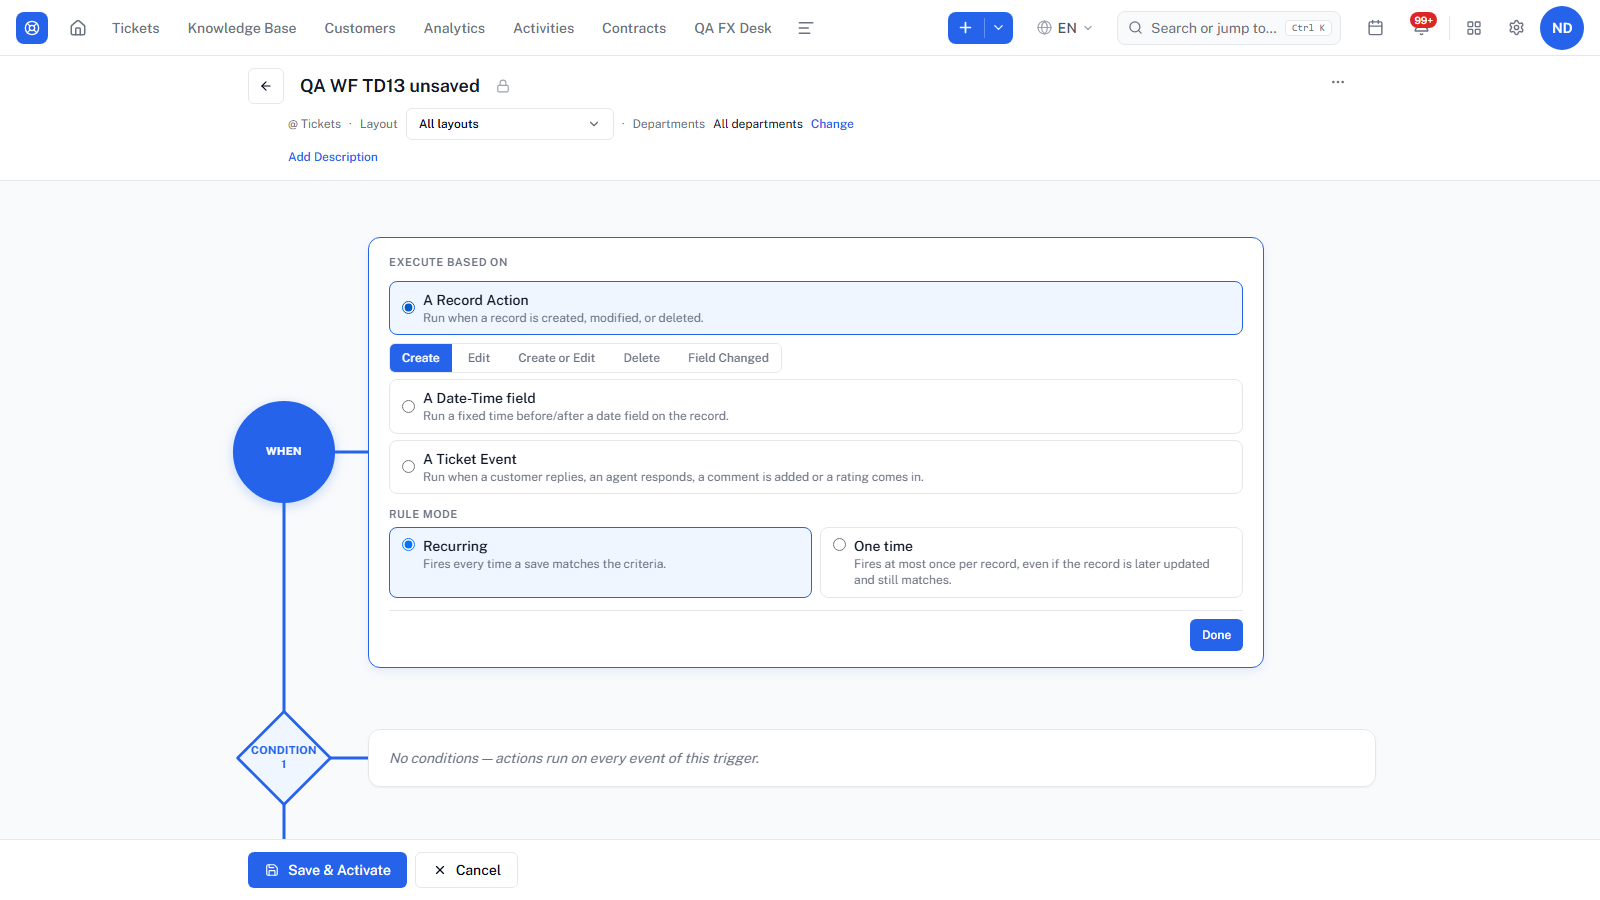 Tickets
Knowledge Base
Customers
Analytics
Activities
Contracts
QA FX Desk
EN
Search or jump to...
Ctrl K
99+
ND
QA WF TD13 unsaved
@ Tickets · Layout
All layouts
· Departments All departments Change
Add Description
EXECUTE BASED ON
A Record Action
Run when a record is created, modified, or deleted.
Create
Edit
Create or Edit
Delete
Field Changed
A Date-Time field
Run a fixed time before/after a date field on the record.
WHEN
A Ticket Event
Run when a customer replies, an agent responds, a comment is added or a rating comes in.
RULE MODE
Recurring
Fires every time a save matches the criteria.
One time
Fires at most once per record, even if the record is later updated
and still matches.
Done
CONDITION
1
No conditions — actions run on every event of this trigger.
Save & Activate
Cancel